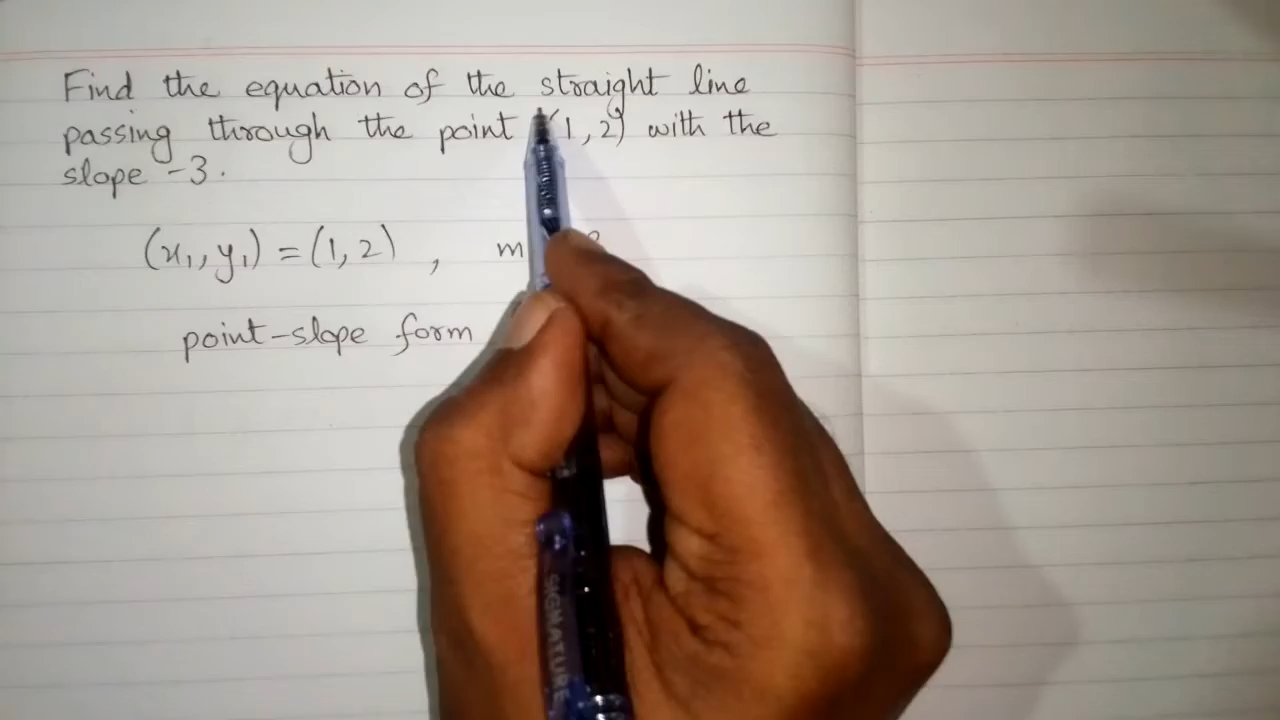 Find the equation of the straight line
passing through the point (1, 2) with the
slope -3.
(x₁, y₁) = (1, 2) , m
point-slope form
SIGNATURE